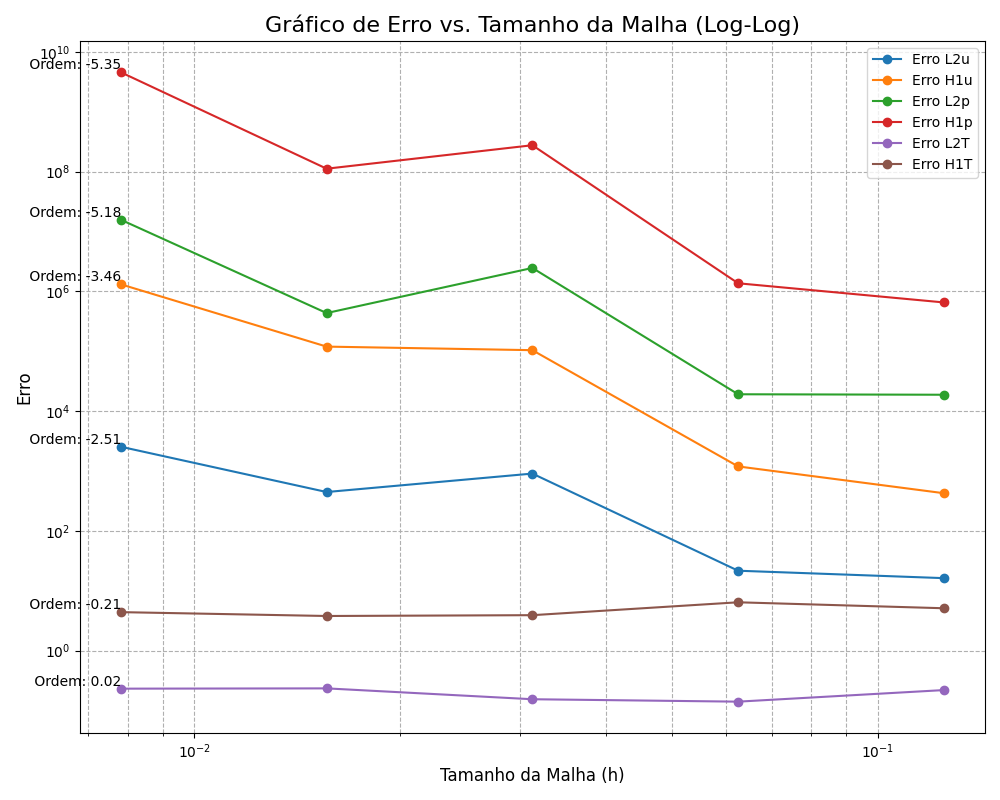 Gráfico de Erro vs. Tamanho da Malha (Log-Log)
10^10
10^8
10^6
10^4
10^2
10^0
Erro
Ordem: -5.35
Ordem: -5.18
Ordem: -3.46
Ordem: -2.51
Ordem: -0.21
Ordem: 0.02
Erro L2u
Erro H1u
Erro L2p
Erro H1p
Erro L2T
Erro H1T
10^-2
10^-1
Tamanho da Malha (h)